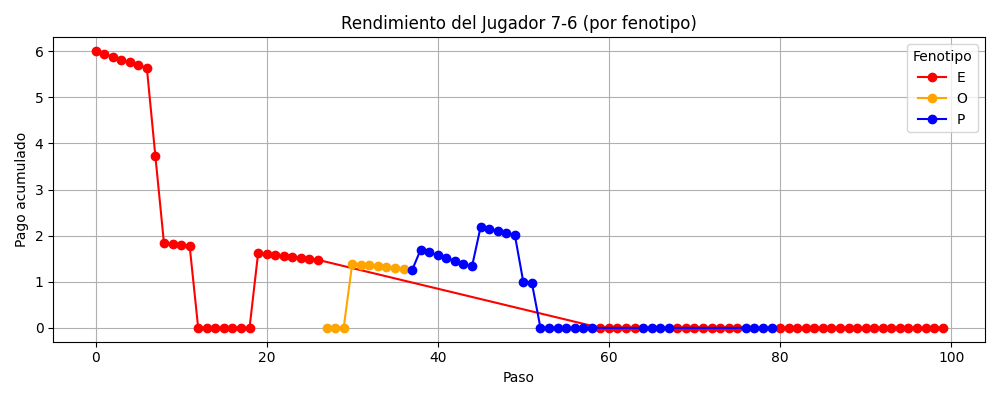 Rendimiento del Jugador 7-6 (por fenotipo)
Pago acumulado
6
5
4
3
2
1
0
Fenotipo
E
O
P
0 20 40 60 80 100
Paso